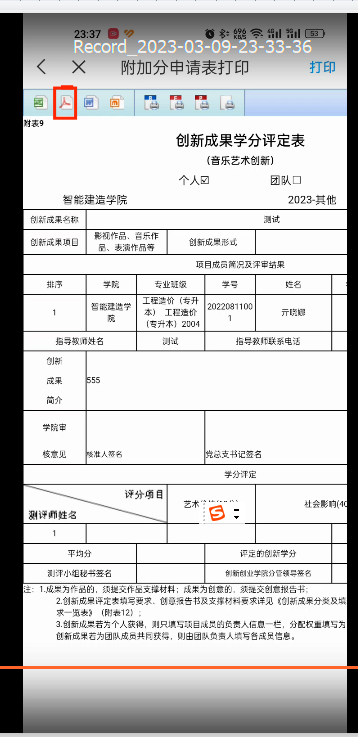 23:37
53
Record_2023-03-09-23-33-36
附加分申请表打印
打印
附表9
创新成果学分评定表
(音乐艺术创新)
个人☑ 团队☐
智能建造学院 2023-其他
创新成果名称 测试
创新成果项目 影视作品、音乐作品、表演作品等 创新成果形式
项目成员简况及评审结果
排序 学院 专业班级 学号 姓名
1 智能建造学院 工程造价（专升本） 工程造价（专升本）2004 20220811001 亓晓娜
指导教师姓名 测试 指导教师联系电话
创新
成果 555
简介
学院审
核意见 核准人签名 党总支书记签名
学分评定
评分项目
测评师姓名
社会影响(40
1
平均分 评定的创新学分
测评小组秘书签名 创新创业学院分管领导签名
注：1.成果为作品的，须提交作品支撑材料；成果为创意的，须提交创意报告书；
2.创新成果评定表填写要求、创意报告书及支撑材料要求详见《创新成果分类及填
求一览表》（附表12）；
3.创新成果若为个人获得，则只填写项目成员的负责人信息一栏，分配权重填写为
创新成果若为团队成员共同获得，则由团队负责人填写各成员信息。